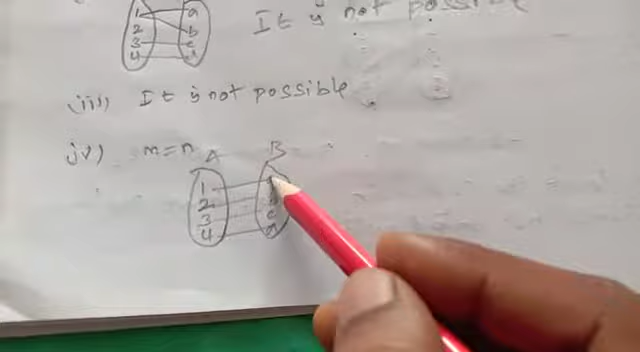 1 a
2 b
3 c
4 d
It is not possible
iii) It is not possible
iv) m=n A B
1
2
3 c
4 d